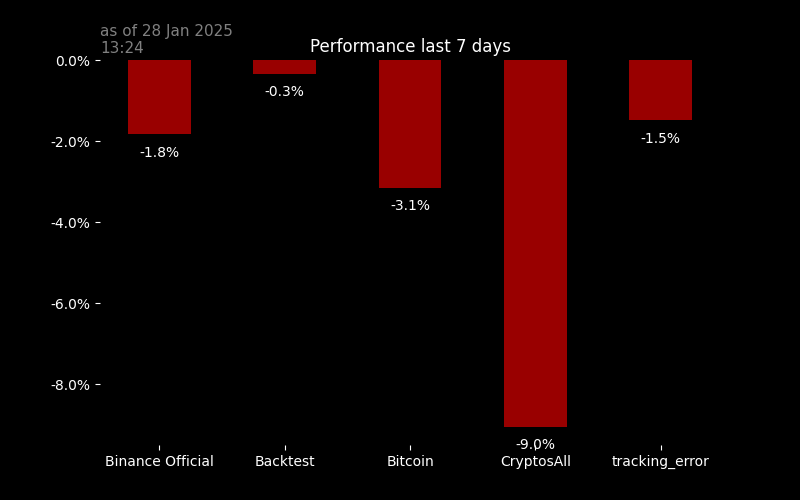 as of 28 Jan 2025
13:24
Performance last 7 days
0.0%
-2.0%
-4.0%
-6.0%
-8.0%
-1.8%
-0.3%
-3.1%
-9.0%
-1.5%
Binance Official
Backtest
Bitcoin
CryptosAll
tracking_error